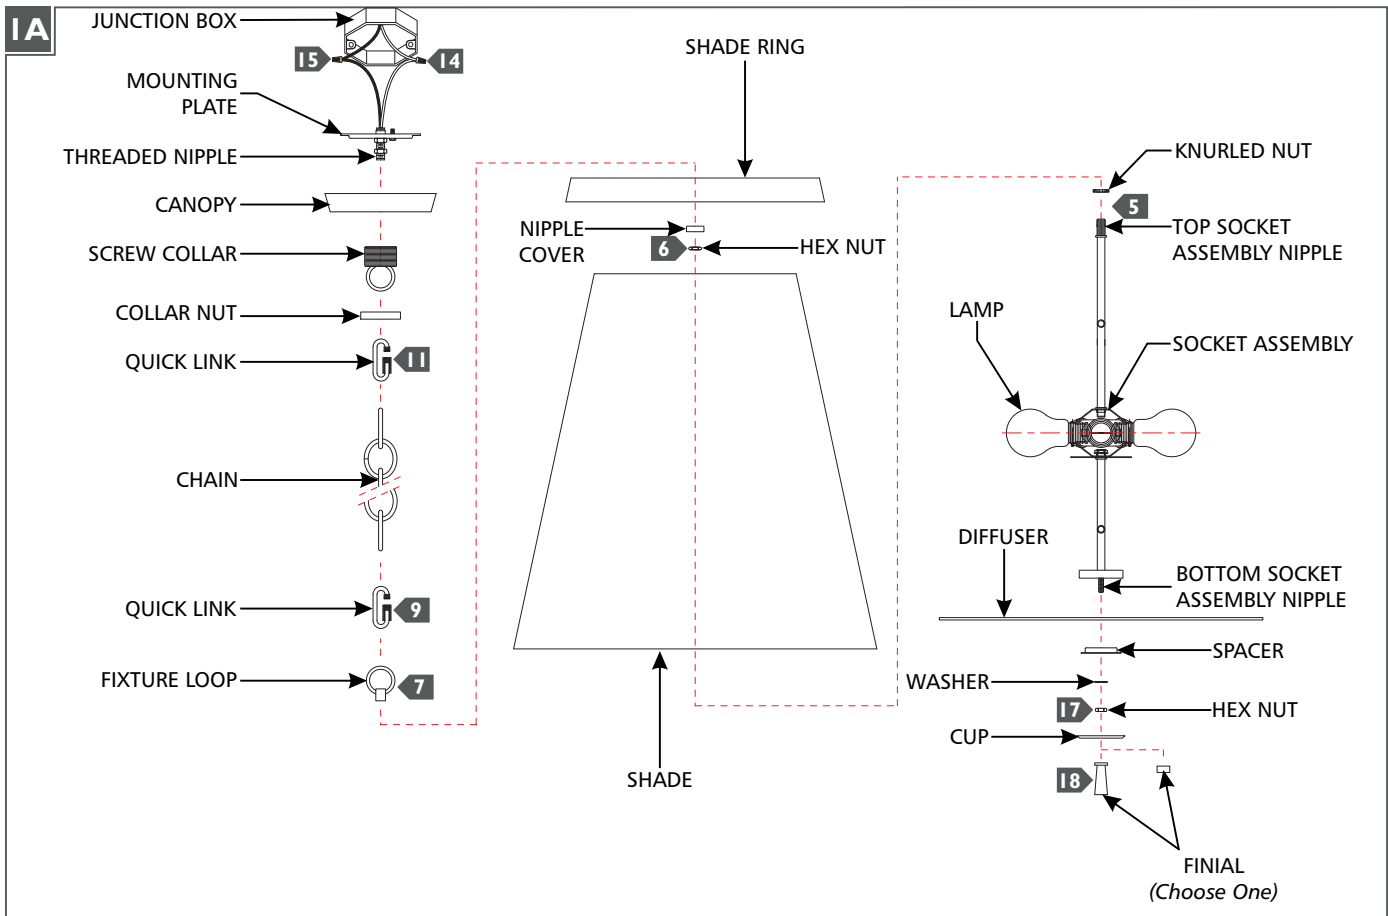 1A
JUNCTION BOX
15
14
MOUNTING
PLATE
THREADED NIPPLE
CANOPY
SCREW COLLAR
COLLAR NUT
QUICK LINK
11
CHAIN
QUICK LINK
9
FIXTURE LOOP
7
SHADE RING
NIPPLE
COVER
6
HEX NUT
SHADE
KNURLED NUT
5
TOP SOCKET
ASSEMBLY NIPPLE
LAMP
SOCKET ASSEMBLY
DIFFUSER
BOTTOM SOCKET
ASSEMBLY NIPPLE
SPACER
WASHER
17
HEX NUT
CUP
18
FINIAL
(Choose One)